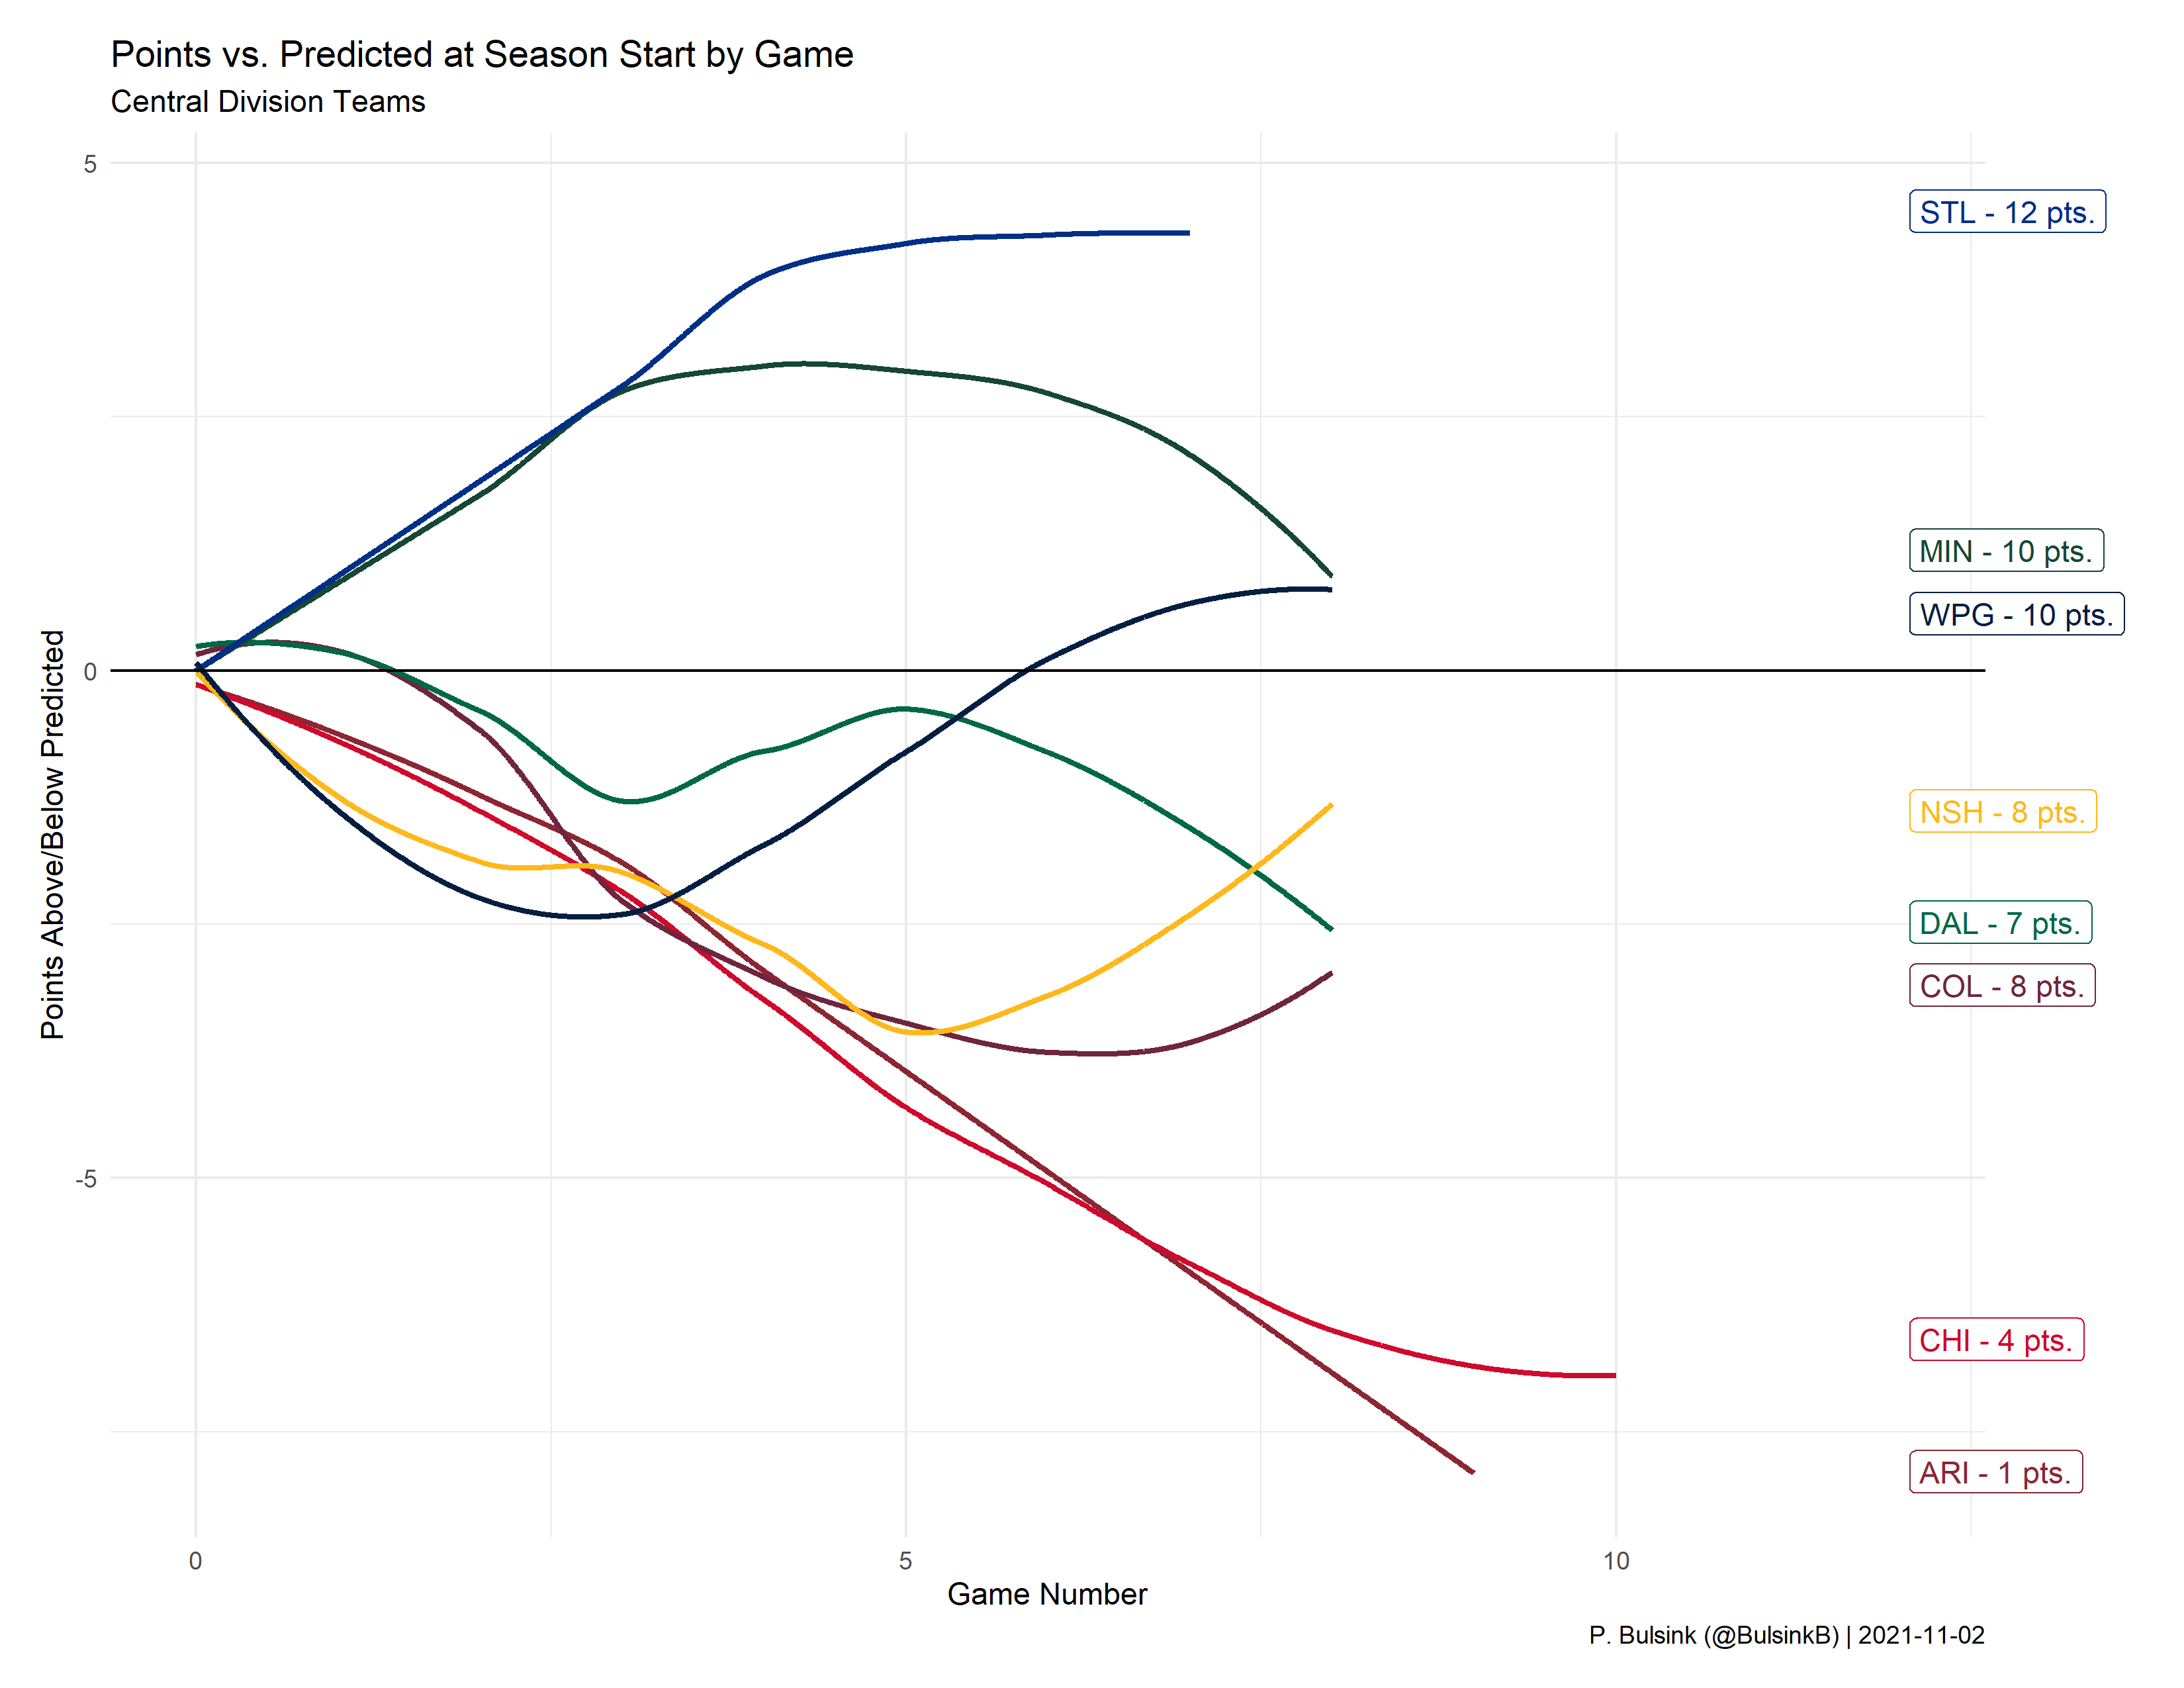 Points vs. Predicted at Season Start by Game
Central Division Teams
Points Above/Below Predicted
5
0
-5
STL - 12 pts.
MIN - 10 pts.
WPG - 10 pts.
NSH - 8 pts.
DAL - 7 pts.
COL - 8 pts.
CHI - 4 pts.
ARI - 1 pts.
0
5
10
Game Number
P. Bulsink (@BulsinkB) | 2021-11-02